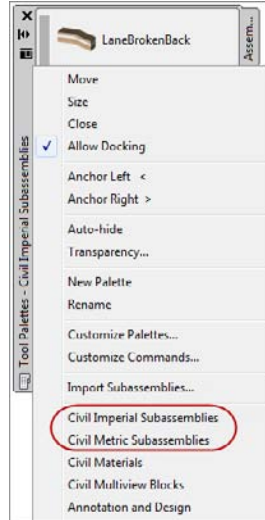 LaneBrokenBack
Assem...
Tool Palettes - Civil Imperial Subassemblies
Move
Size
Close
Allow Docking
Anchor Left <
Anchor Right >
Auto-hide
Transparency...
New Palette
Rename
Customize Palettes...
Customize Commands...
Import Subassemblies...
Civil Imperial Subassemblies
Civil Metric Subassemblies
Civil Materials
Civil Multiview Blocks
Annotation and Design